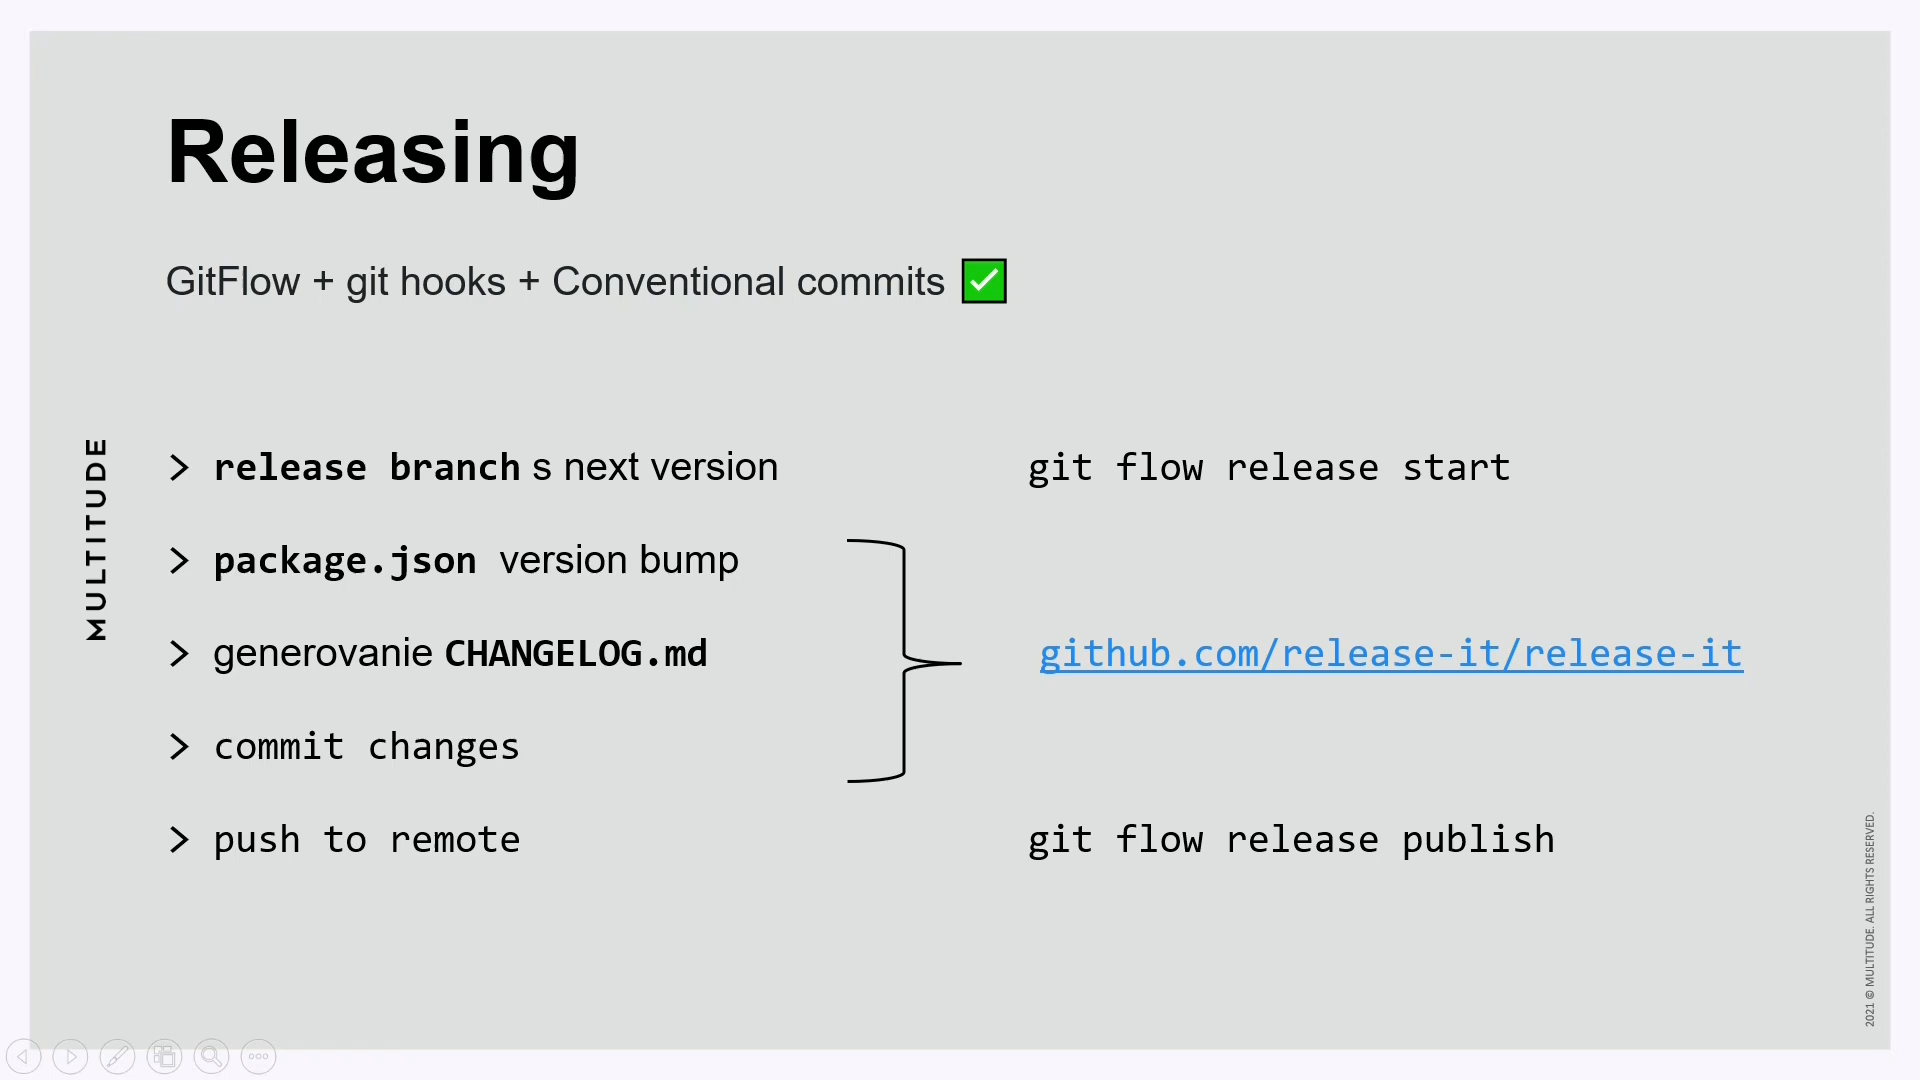 Releasing
GitFlow + git hooks + Conventional commits ✅
> release branch s next version git flow release start
> package.json version bump
> generovanie CHANGELOG.md github.com/release-it/release-it
> commit changes
> push to remote git flow release publish
MULTITUDE
2021 © MULTITUDE. ALL RIGHTS RESERVED.